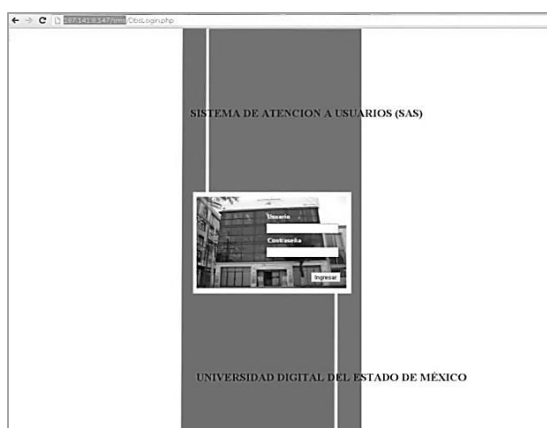 SISTEMA DE ATENCION A USUARIOS (SAS)
Usuario
Contraseña
Ingresar
UNIVERSIDAD DIGITAL DEL ESTADO DE MÉXICO